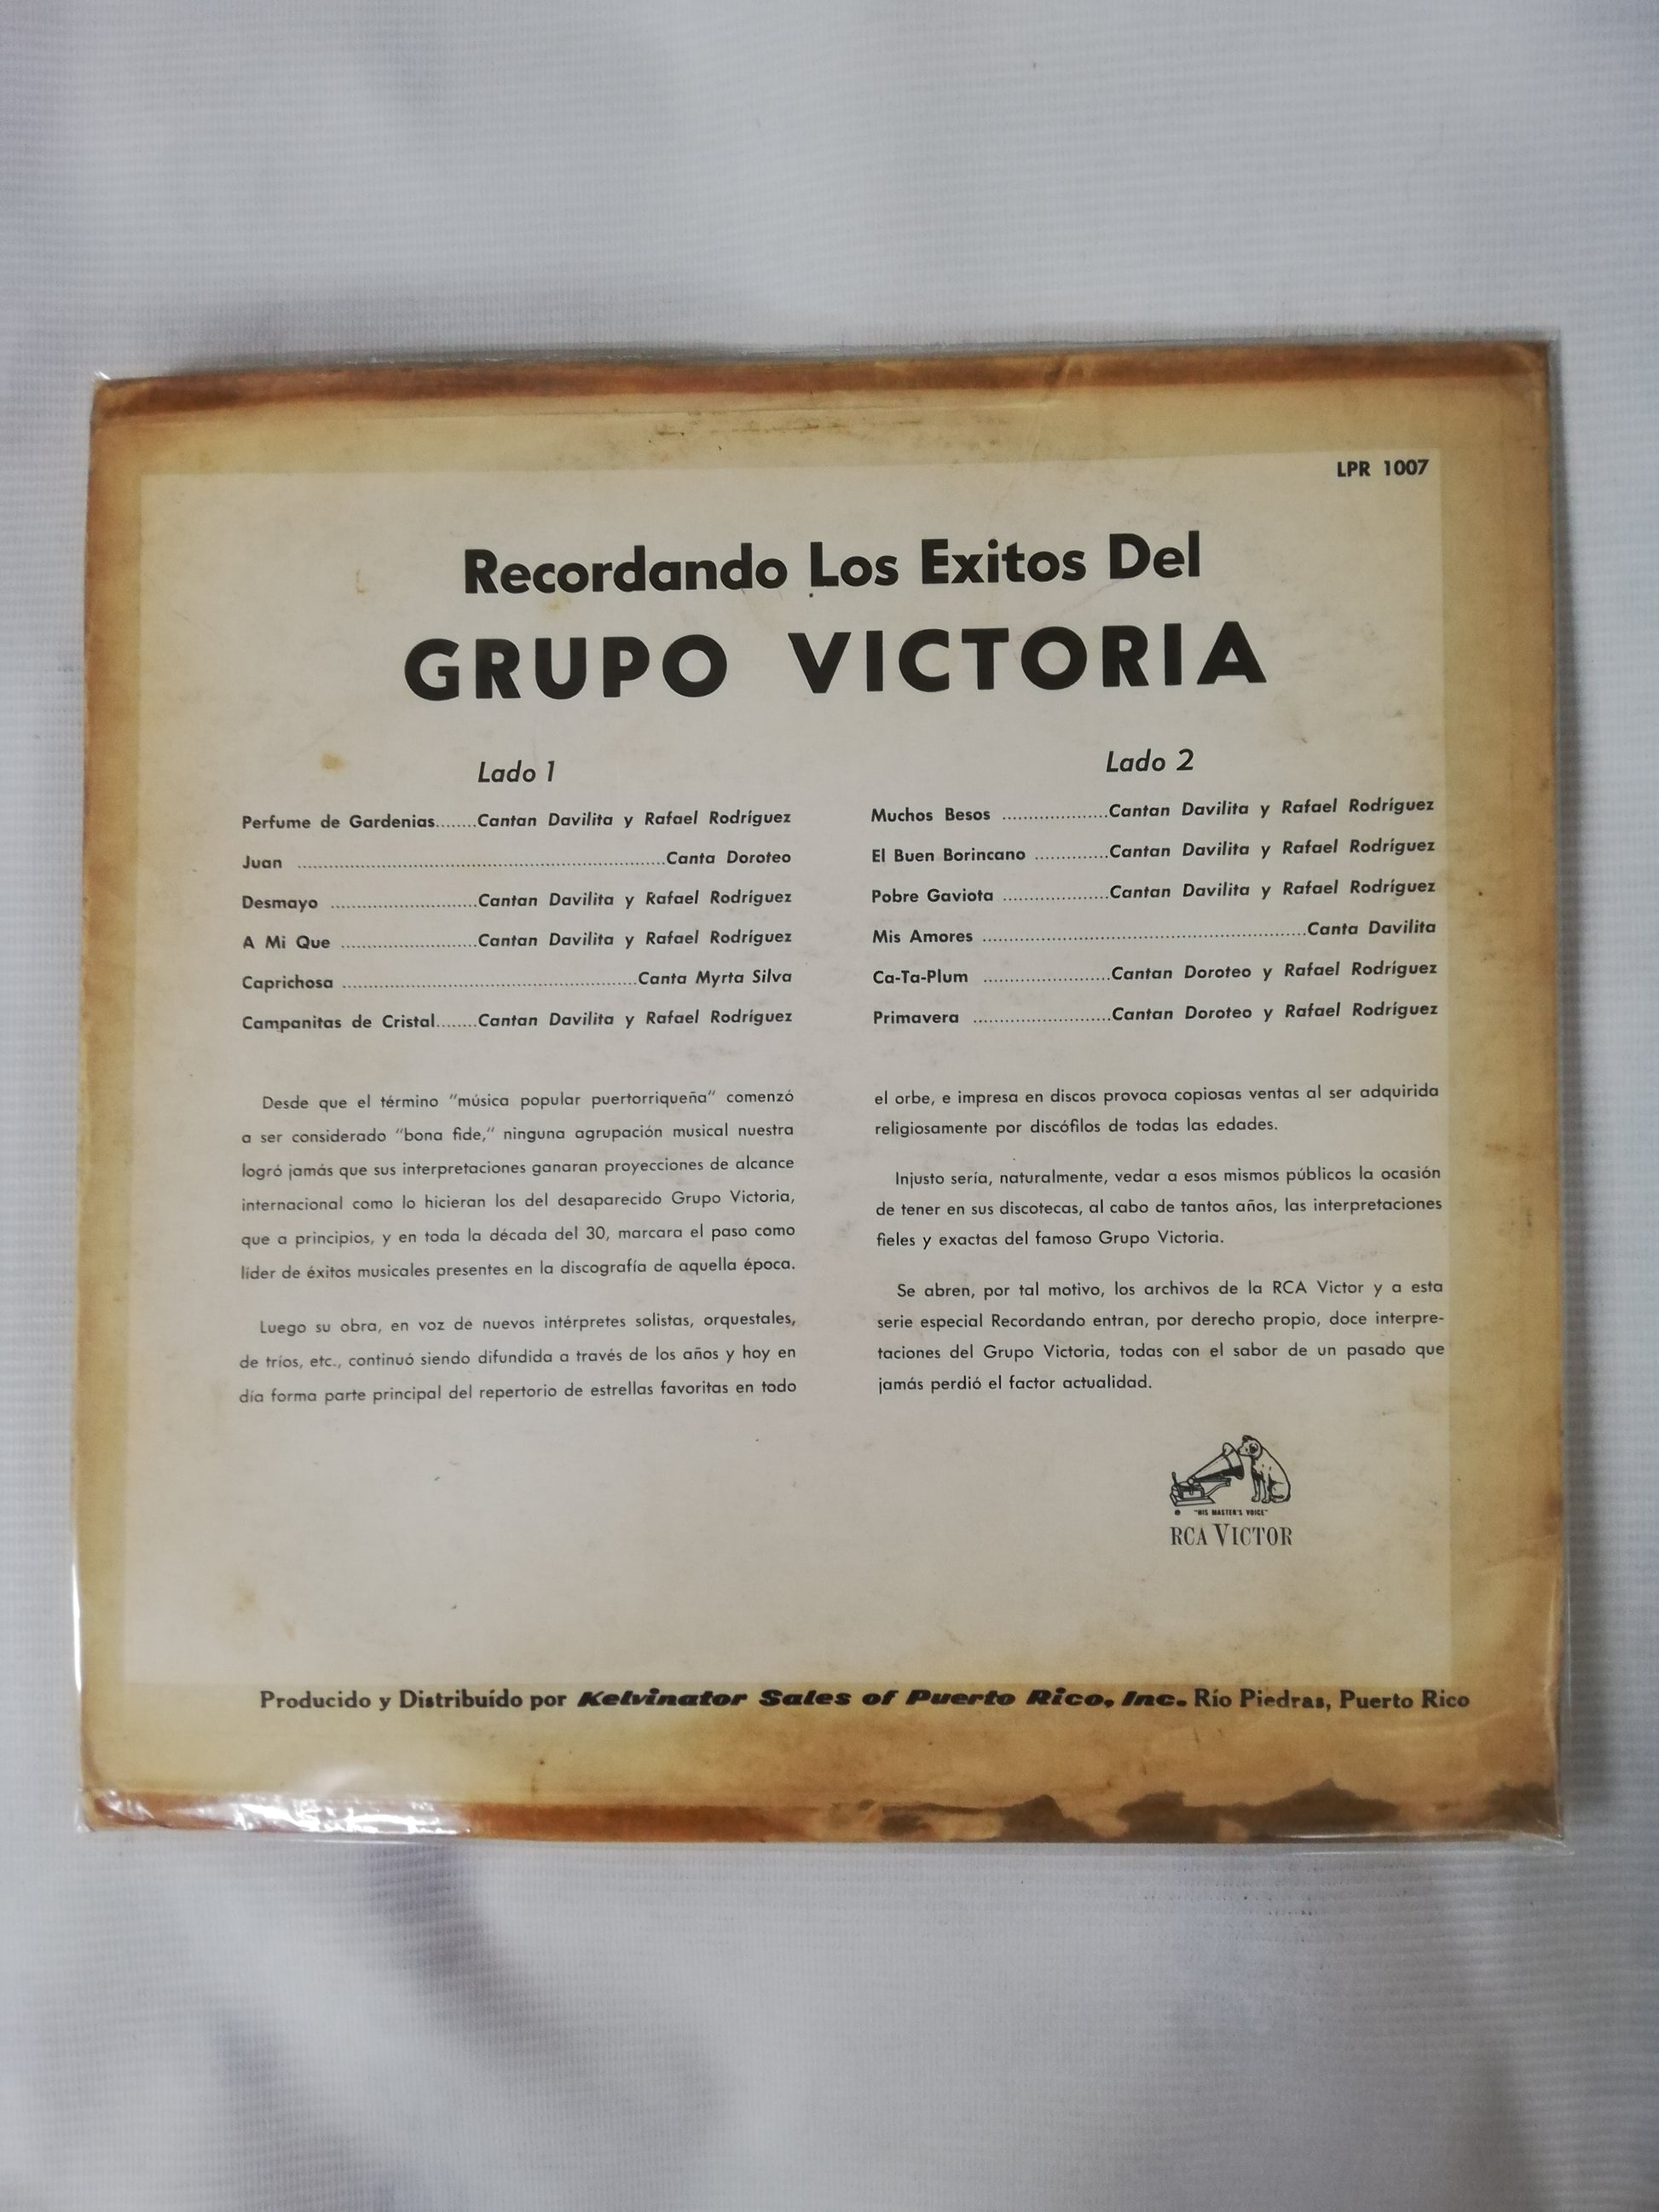 LPR 1007
Recordando Los Exitos Del
GRUPO VICTORIA
Lado 1
Perfume de Gardenias........Cantan Davilita y Rafael Rodríguez
Juan ......................................................................Canta Doroteo
Desmayo ............................Cantan Davilita y Rafael Rodríguez
A Mi Que ..........................Cantan Davilita y Rafael Rodríguez
Caprichosa ........................................................Canta Myrta Silva
Campanitas de Cristal........Cantan Davilita y Rafael Rodríguez
Lado 2
Muchos Besos ....................Cantan Davilita y Rafael Rodríguez
El Buen Borincano ..............Cantan Davilita y Rafael Rodríguez
Pobre Gaviota ....................Cantan Davilita y Rafael Rodríguez
Mis Amores ..............................................................Canta Davilita
Ca-Ta-Plum ........................Cantan Doroteo y Rafael Rodríguez
Primavera ..........................Cantan Doroteo y Rafael Rodríguez
Desde que el término "música popular puertorriqueña" comenzó
a ser considerado "bona fide," ninguna agrupación musical nuestra
logró jamás que sus interpretaciones ganaran proyecciones de alcance
internacional como lo hicieran los del desaparecido Grupo Victoria,
que a principios, y en toda la década del 30, marcara el paso como
líder de éxitos musicales presentes en la discografía de aquella época.
Luego su obra, en voz de nuevos intérpretes solistas, orquestales,
de tríos, etc., continuó siendo difundida a través de los años y hoy en
día forma parte principal del repertorio de estrellas favoritas en todo
el orbe, e impresa en discos provoca copiosas ventas al ser adquirida
religiosamente por discófilos de todas las edades.
Injusto sería, naturalmente, vedar a esos mismos públicos la ocasión
de tener en sus discotecas, al cabo de tantos años, las interpretaciones
fieles y exactas del famoso Grupo Victoria.
Se abren, por tal motivo, los archivos de la RCA Victor y a esta
serie especial Recordando entran, por derecho propio, doce interpre-
taciones del Grupo Victoria, todas con el sabor de un pasado que
jamás perdió el factor actualidad.
"HIS MASTER'S VOICE"
RCA VICTOR
Producido y Distribuído por Kelvinator Sales of Puerto Rico, Inc. Río Piedras, Puerto Rico